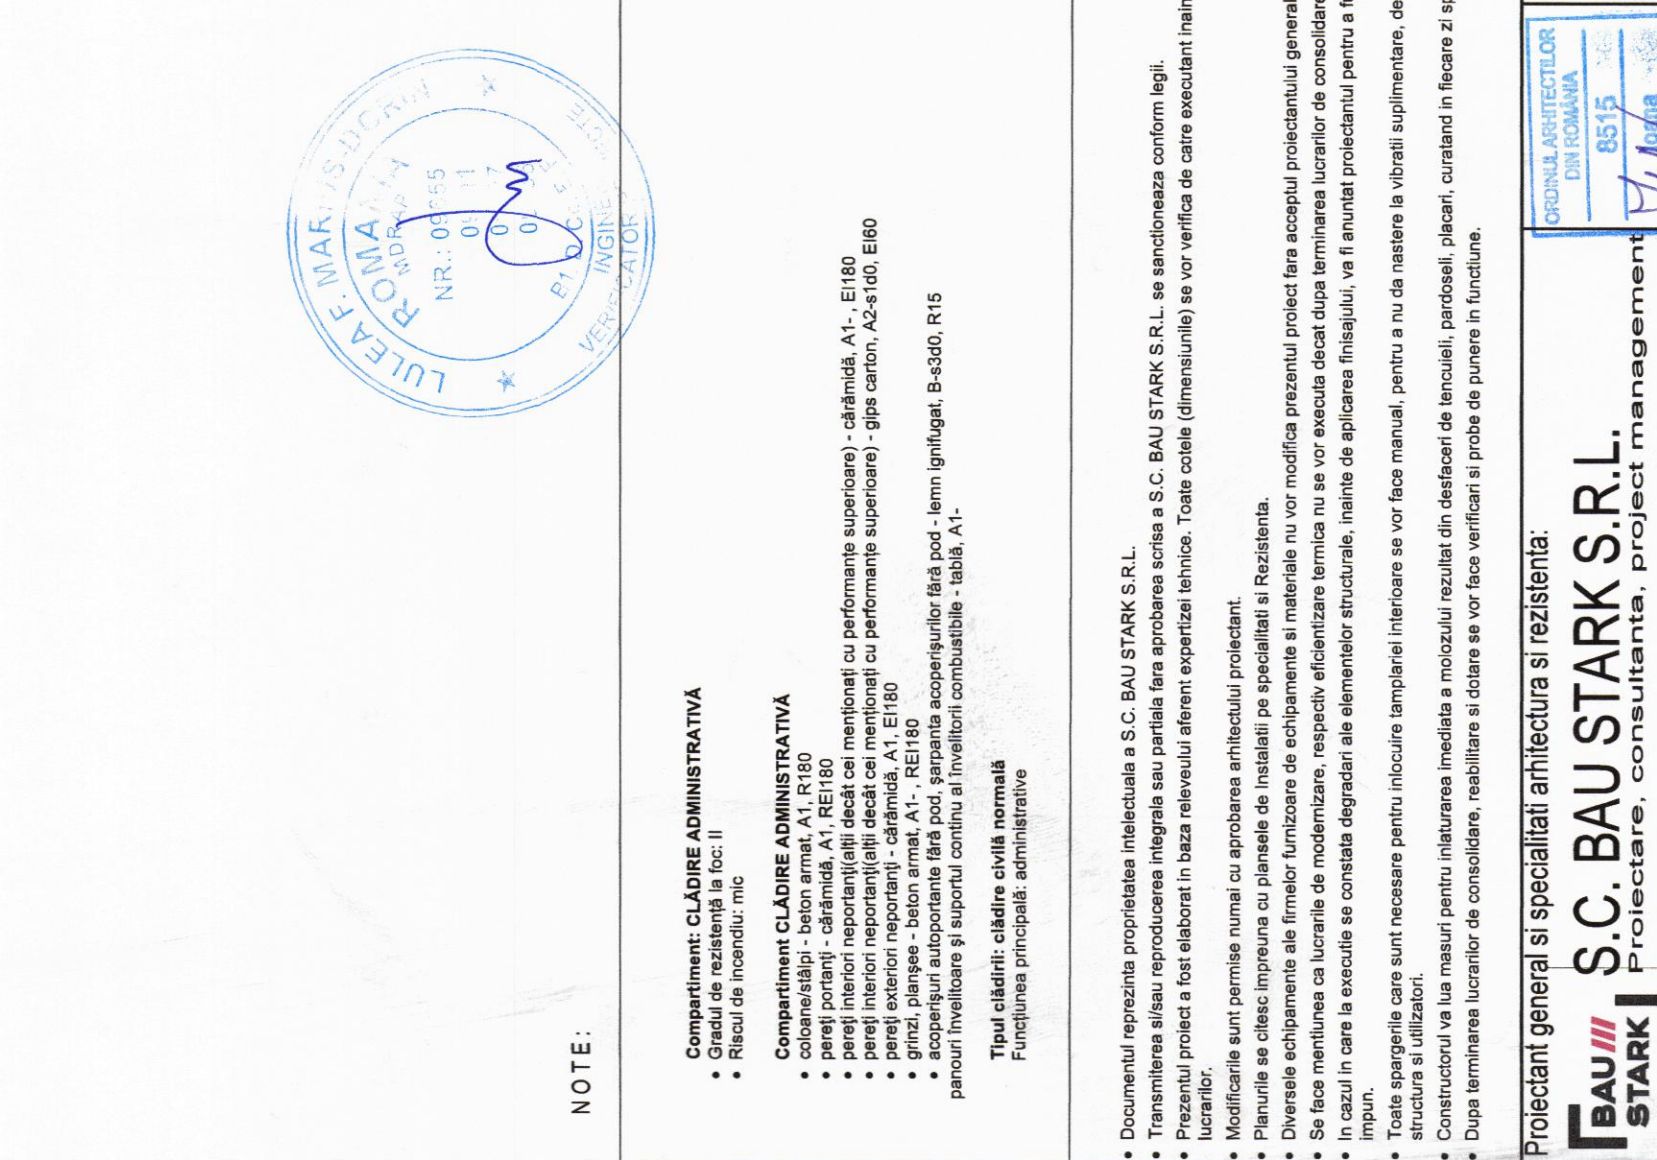 NOTE:
Compartiment: CLĂDIRE ADMINISTRATIVĂ
• Gradul de rezistență la foc: II
• Riscul de incendiu: mic
Compartiment CLĂDIRE ADMINISTRATIVĂ
• coloane/stâlpi - beton armat, A1, R180
• pereți portanți - cărămidă, A1, REI180
• pereți interiori neportanți(alții decât cei menționați cu performanțe superioare) - cărămidă, A1- , EI180
• pereți interiori neportanți(alții decât cei menționați cu performanțe superioare) - gips carton, A2-s1d0, EI60
• pereți exteriori neportanți - cărămidă, A1, EI180
• grinzi, planșee - beton armat, A1- , REI180
• acoperișuri autoportante fără pod, șarpanta acoperișurilor fără pod - lemn ignifugat, B-s3d0, R15
panouri învelitoare și suportul continu al învelitorii combustibile - tablă, A1-
Tipul clădirii: clădire civilă normală
Funcțiunea principală: administrative
LULEA F. MARIUS-DORIN
ROMANIA
MDRAP
NR.: 09655
VERIFICATOR
• Documentul reprezinta proprietatea intelectuala a S.C. BAU STARK S.R.L.
• Transmiterea si/sau reproducerea integrala sau partiala fara aprobarea scrisa a S.C. BAU STARK S.R.L. se sanctioneaza conform legii.
• Prezentul proiect a fost elaborat in baza releveului aferent expertizei tehnice. Toate cotele (dimensiunile) se vor verifica de catre executant inain
lucrarilor.
• Modificarile sunt permise numai cu aprobarea arhitectului proiectant.
• Planurile se citesc impreuna cu plansele de Instalatii pe specialitati si Rezistenta.
• Diversele echipamente ale firmelor furnizoare de echipamente si materiale nu vor modifica prezentul proiect fara acceptul proiectantului general
• Se face mentiunea ca lucrarile de modernizare, respectiv eficientizare termica nu se vor executa decat dupa terminarea lucrarilor de consolidare
• In cazul in care la executie se constata degradari ale elementelor structurale, inainte de aplicarea finisajului, va fi anuntat proiectantul pentru a f
impun.
• Toate spargerile care sunt necesare pentru inlocuire tamplariei interioare se vor face manual, pentru a nu da nastere la vibratii suplimentare, de
structura si utilizatori.
• Constructorul va lua masuri pentru inlaturarea imediata a molozului rezultat din desfaceri de tencuieli, pardoseli, placari, curatand in fiecare zi sp
• Dupa terminarea lucrarilor de consolidare, reabilitare si dotare se vor face verificari si probe de punere in functiune.
Proiectant general si specialitati arhitectura si rezistenta:
BAU
STARK
S.C. BAU STARK S.R.L.
Proiectare, consultanta, project management
ORDINUL ARHITECTILOR
DIN ROMÂNIA
8515